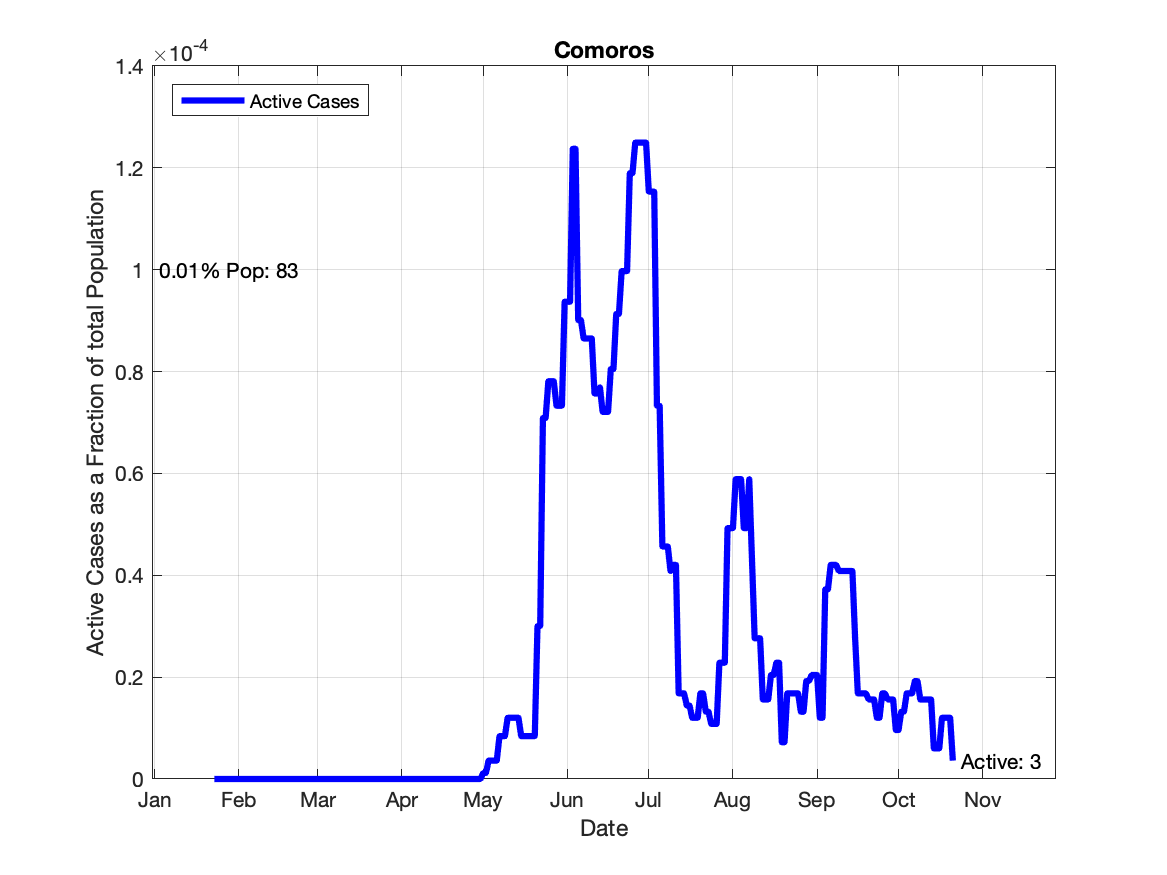 Comoros
×10-4
1.4
1.2
1
0.8
0.6
0.4
0.2
0
Active Cases
0.01% Pop: 83
Active: 3
Active Cases as a Fraction of total Population
Jan Feb Mar Apr May Jun Jul Aug Sep Oct Nov
Date